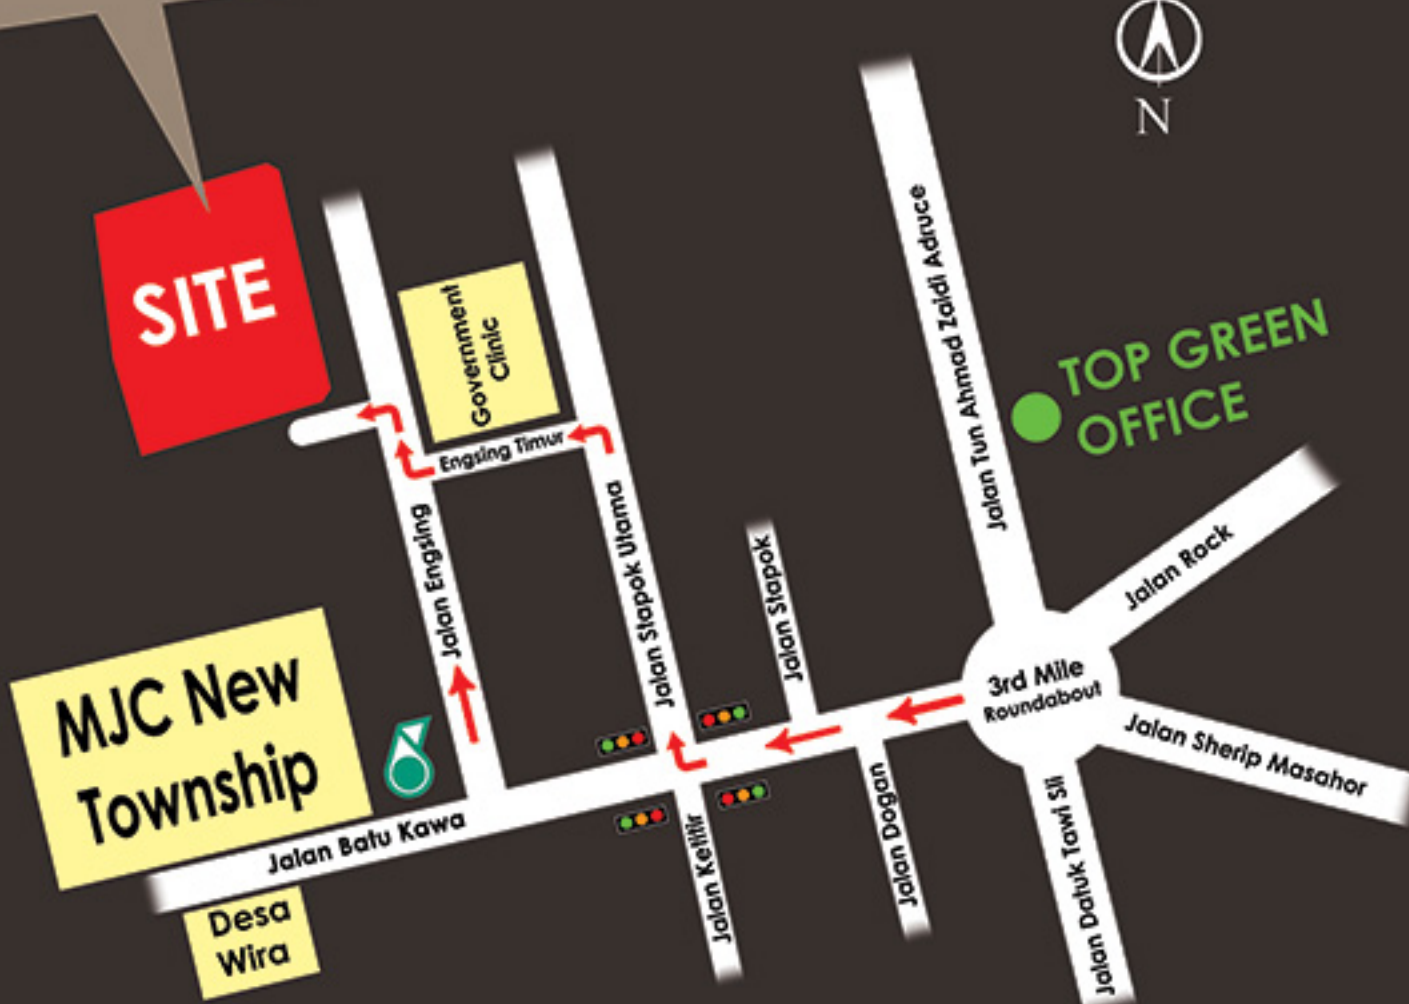 N
SITE
Government
Clinic
Jalan Tun Ahmad Zaidi Adruce
TOP GREEN
OFFICE
Engsing Timur
Jalan Engsing
Jalan Stapok Utama
Jalan Stapok
Jalan Rock
3rd Mile
Roundabout
MJC New
Township
Jalan Sherip Masahor
Jalan Batu Kawa
Jalan Ketitir
Jalan Dogan
Jalan Datuk Tawi Sli
Desa
Wira